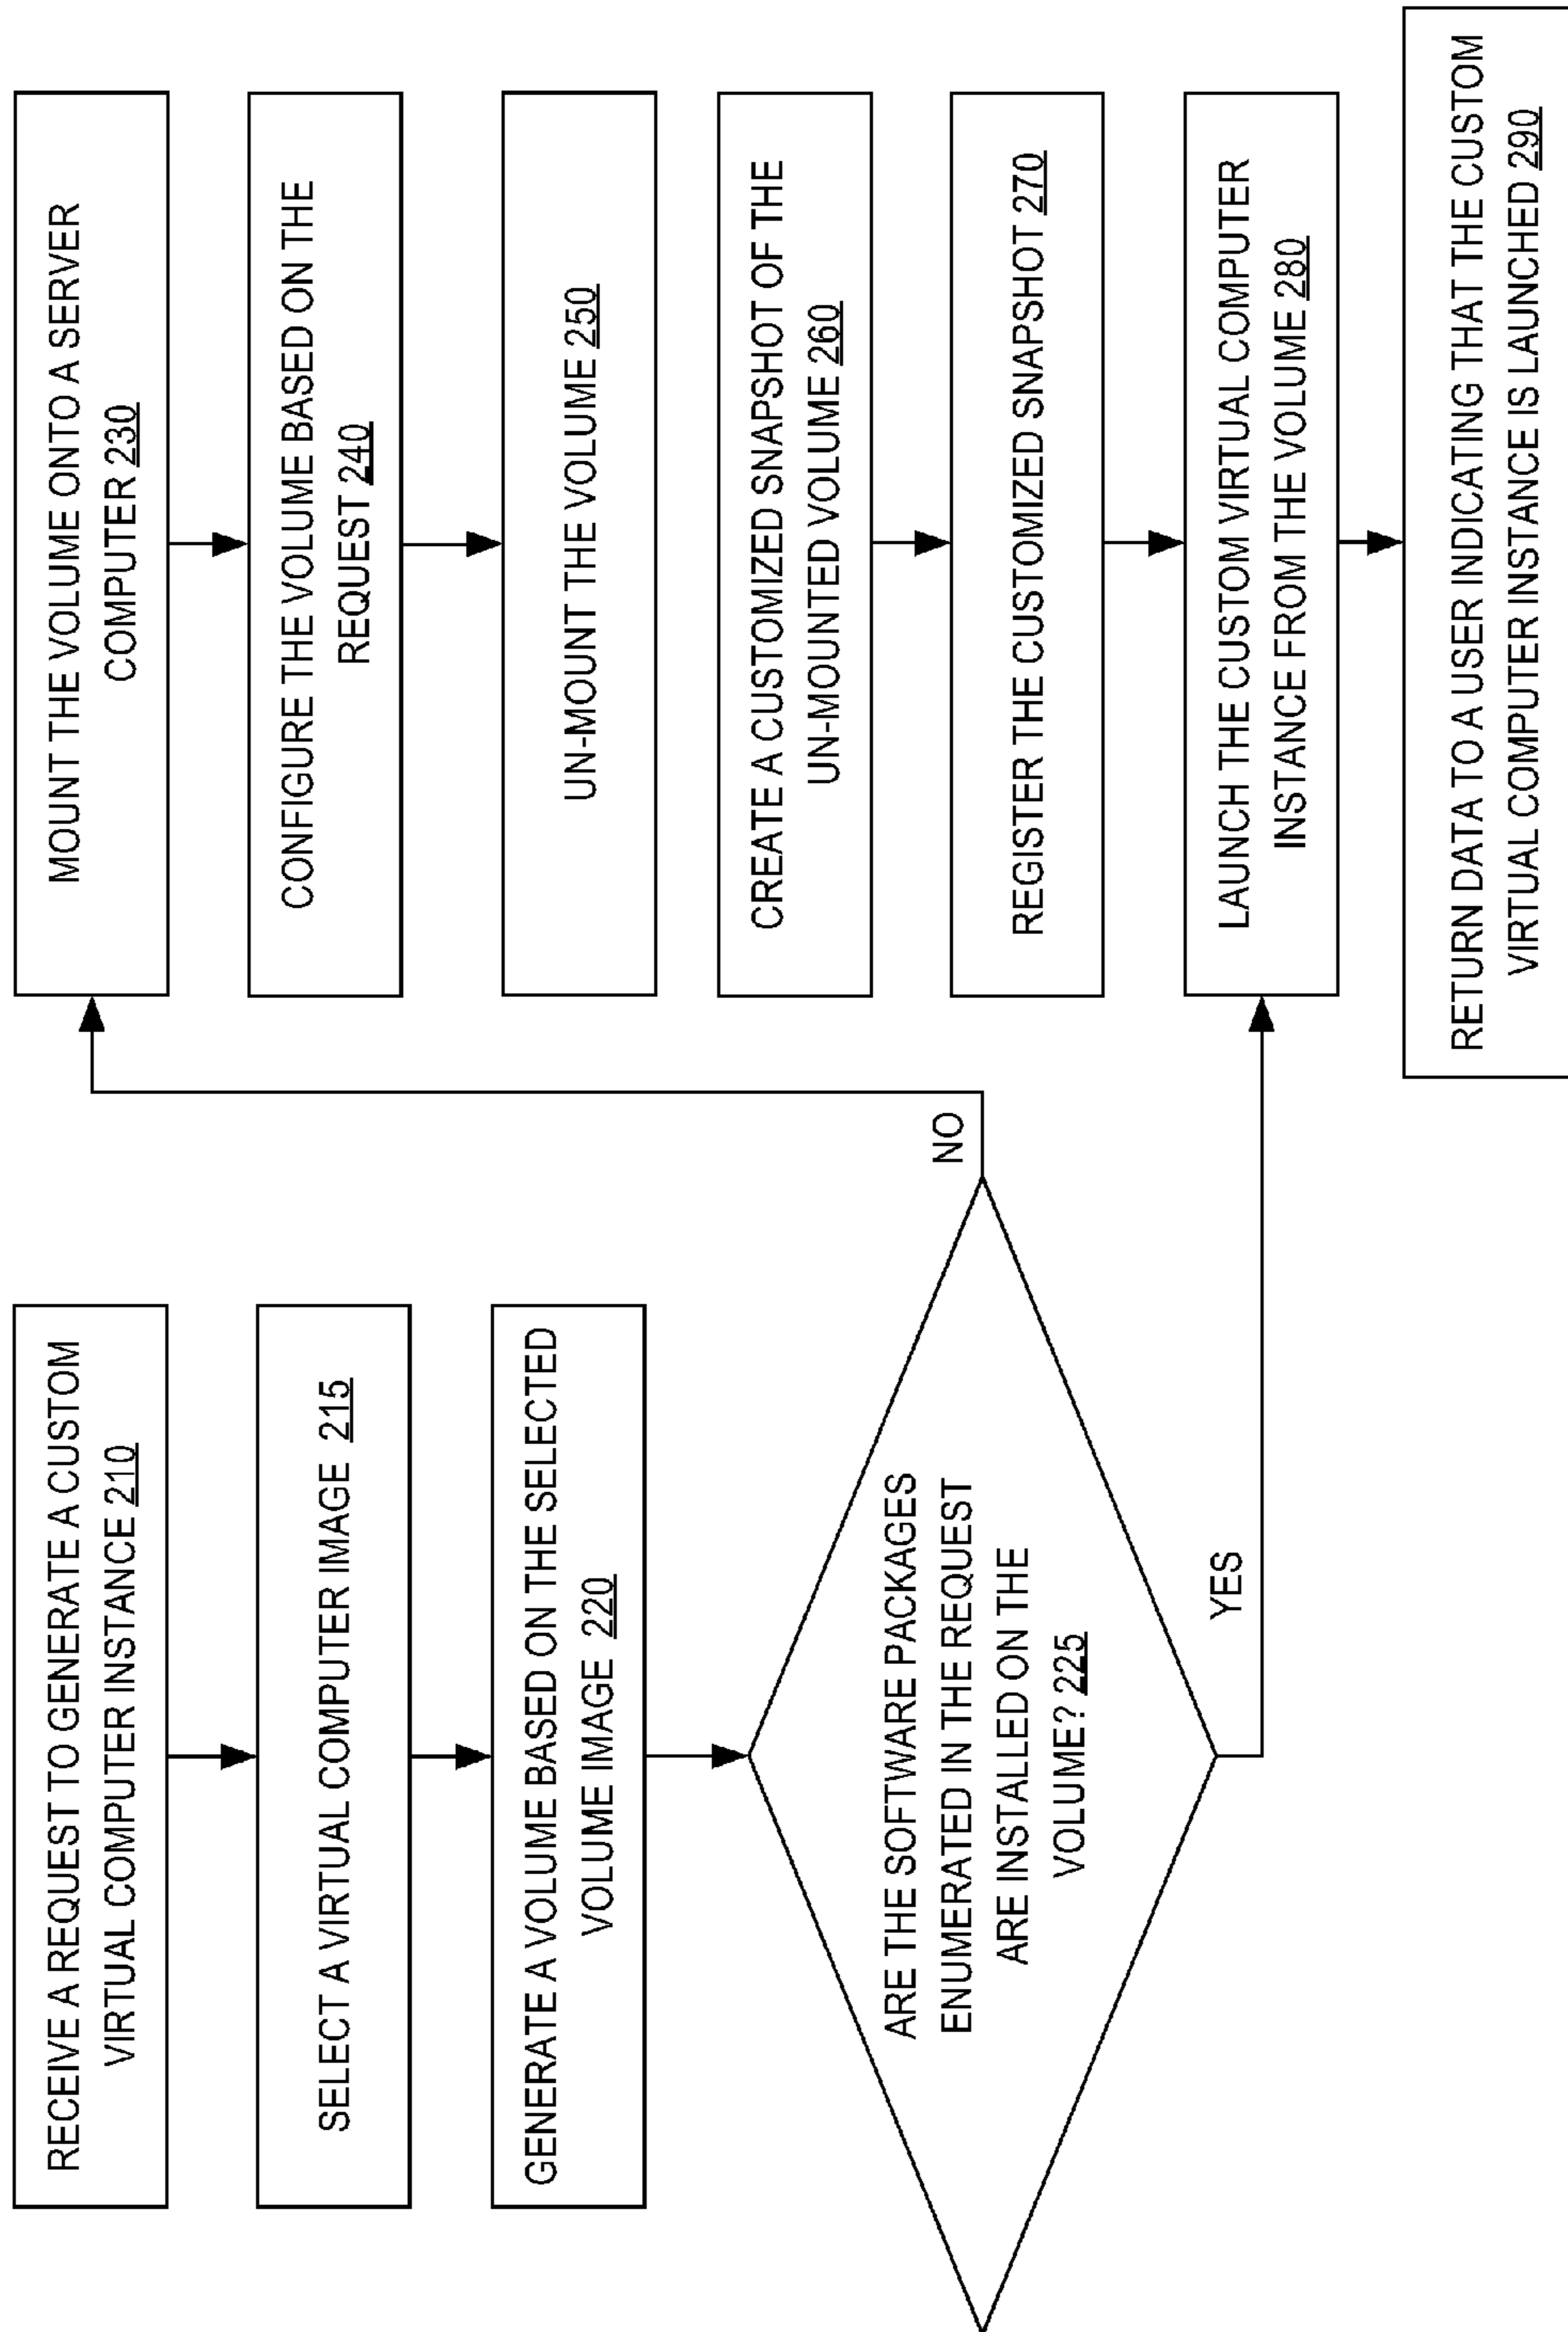 RECEIVE A REQUEST TO GENERATE A CUSTOM
VIRTUAL COMPUTER INSTANCE 210
SELECT A VIRTUAL COMPUTER IMAGE 215
GENERATE A VOLUME BASED ON THE SELECTED
VOLUME IMAGE 220
ARE THE SOFTWARE PACKAGES
ENUMERATED IN THE REQUEST
ARE INSTALLED ON THE
VOLUME? 225
NO
YES
MOUNT THE VOLUME ONTO A SERVER
COMPUTER 230
CONFIGURE THE VOLUME BASED ON THE
REQUEST 240
UN-MOUNT THE VOLUME 250
CREATE A CUSTOMIZED SNAPSHOT OF THE
UN-MOUNTED VOLUME 260
REGISTER THE CUSTOMIZED SNAPSHOT 270
LAUNCH THE CUSTOM VIRTUAL COMPUTER
INSTANCE FROM THE VOLUME 280
RETURN DATA TO A USER INDICATING THAT THE CUSTOM
VIRTUAL COMPUTER INSTANCE IS LAUNCHED 290